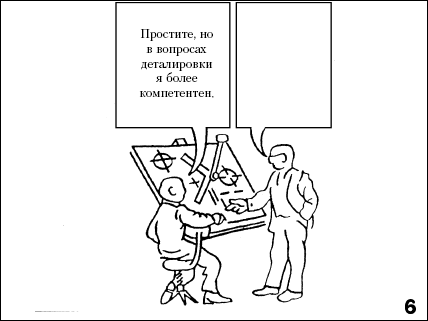 Простите, но
в вопросах
деталировки
я более
компетентен.
6